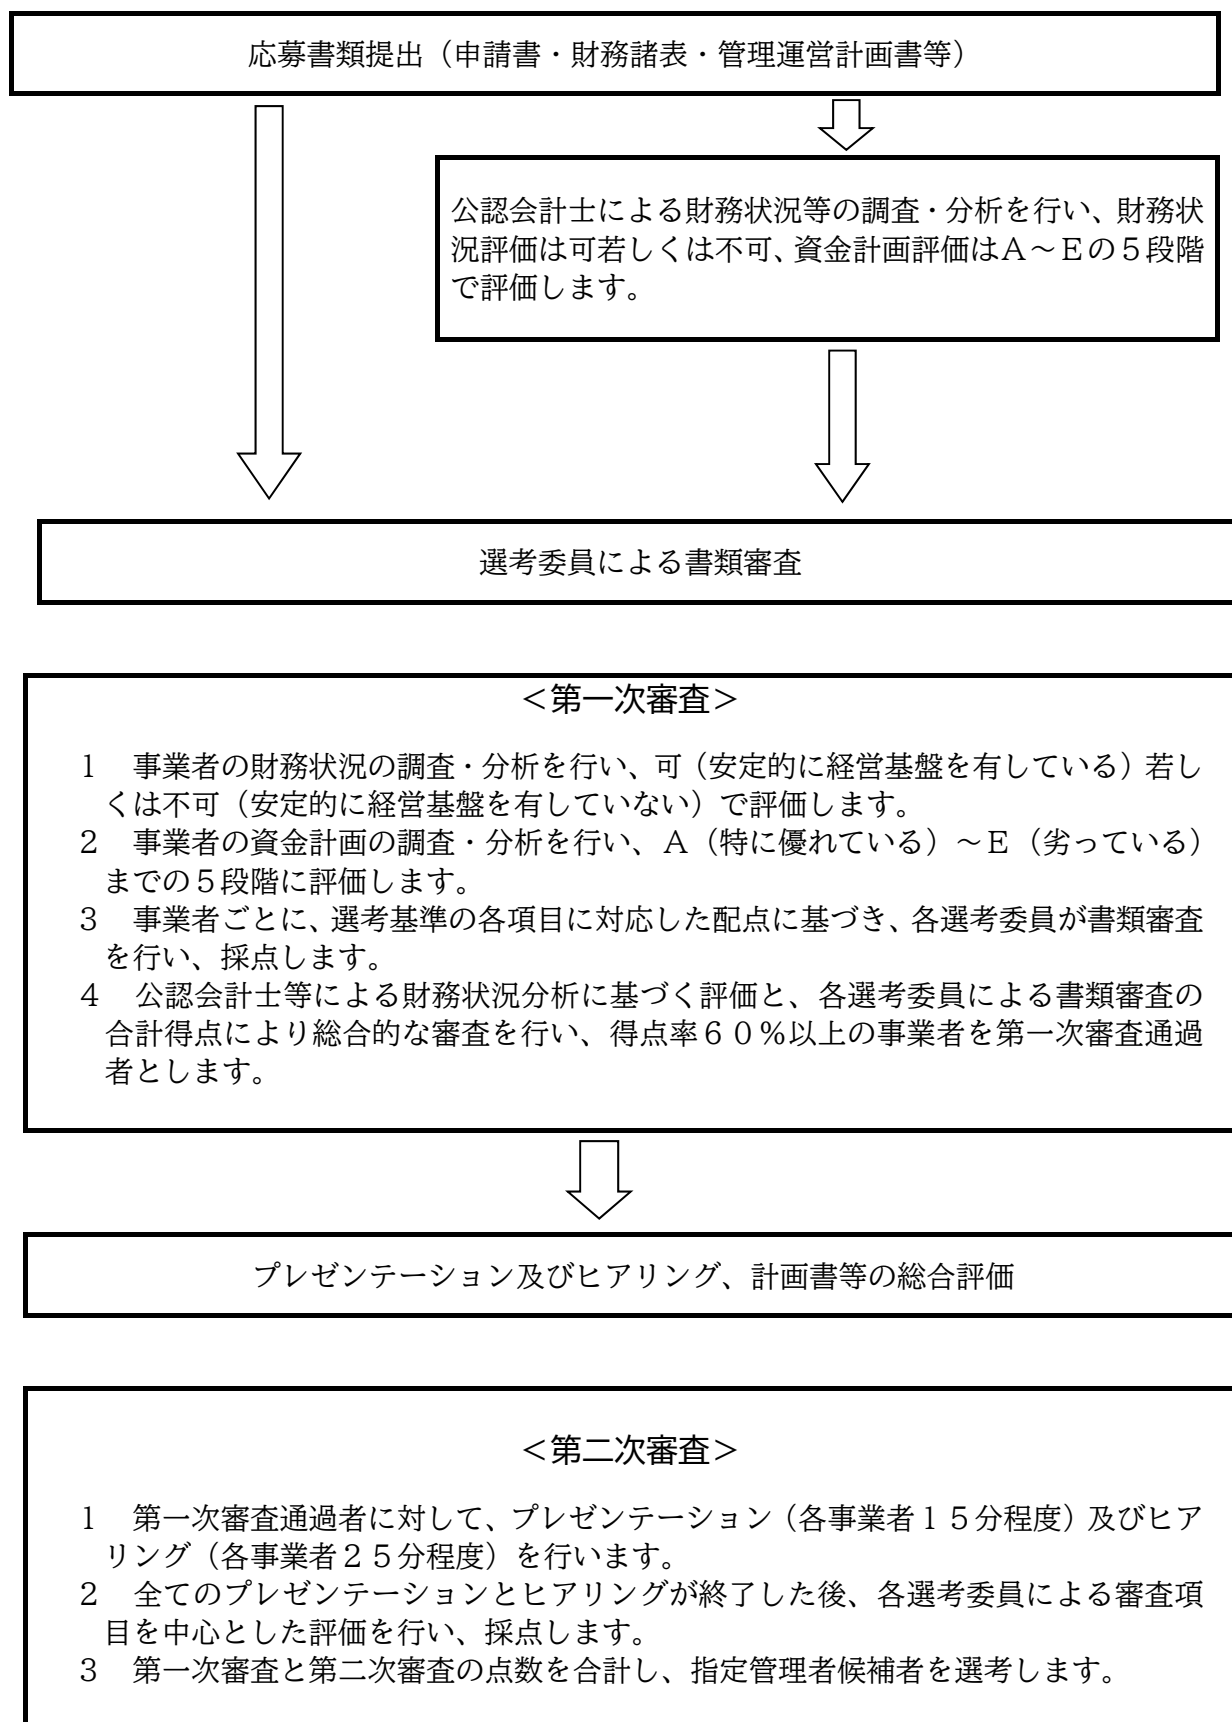 応募書類提出（申請書・財務諸表・管理運営計画書等）
公認会計士による財務状況等の調査・分析を行い、財務状
況評価は可若しくは不可、資金計画評価はＡ～Ｅの５段階
で評価します。
選考委員による書類審査
＜第一次審査＞
１　事業者の財務状況の調査・分析を行い、可（安定的に経営基盤を有している）若し
くは不可（安定的に経営基盤を有していない）で評価します。
２　事業者の資金計画の調査・分析を行い、Ａ（特に優れている）～Ｅ（劣っている）
までの５段階に評価します。
３　事業者ごとに、選考基準の各項目に対応した配点に基づき、各選考委員が書類審査
を行い、採点します。
４　公認会計士等による財務状況分析に基づく評価と、各選考委員による書類審査の
合計得点により総合的な審査を行い、得点率６０％以上の事業者を第一次審査通過
者とします。
プレゼンテーション及びヒアリング、計画書等の総合評価
＜第二次審査＞
１　第一次審査通過者に対して、プレゼンテーション（各事業者１５分程度）及びヒア
リング（各事業者２５分程度）を行います。
２　全てのプレゼンテーションとヒアリングが終了した後、各選考委員による審査項
目を中心とした評価を行い、採点します。
３　第一次審査と第二次審査の点数を合計し、指定管理者候補者を選考します。